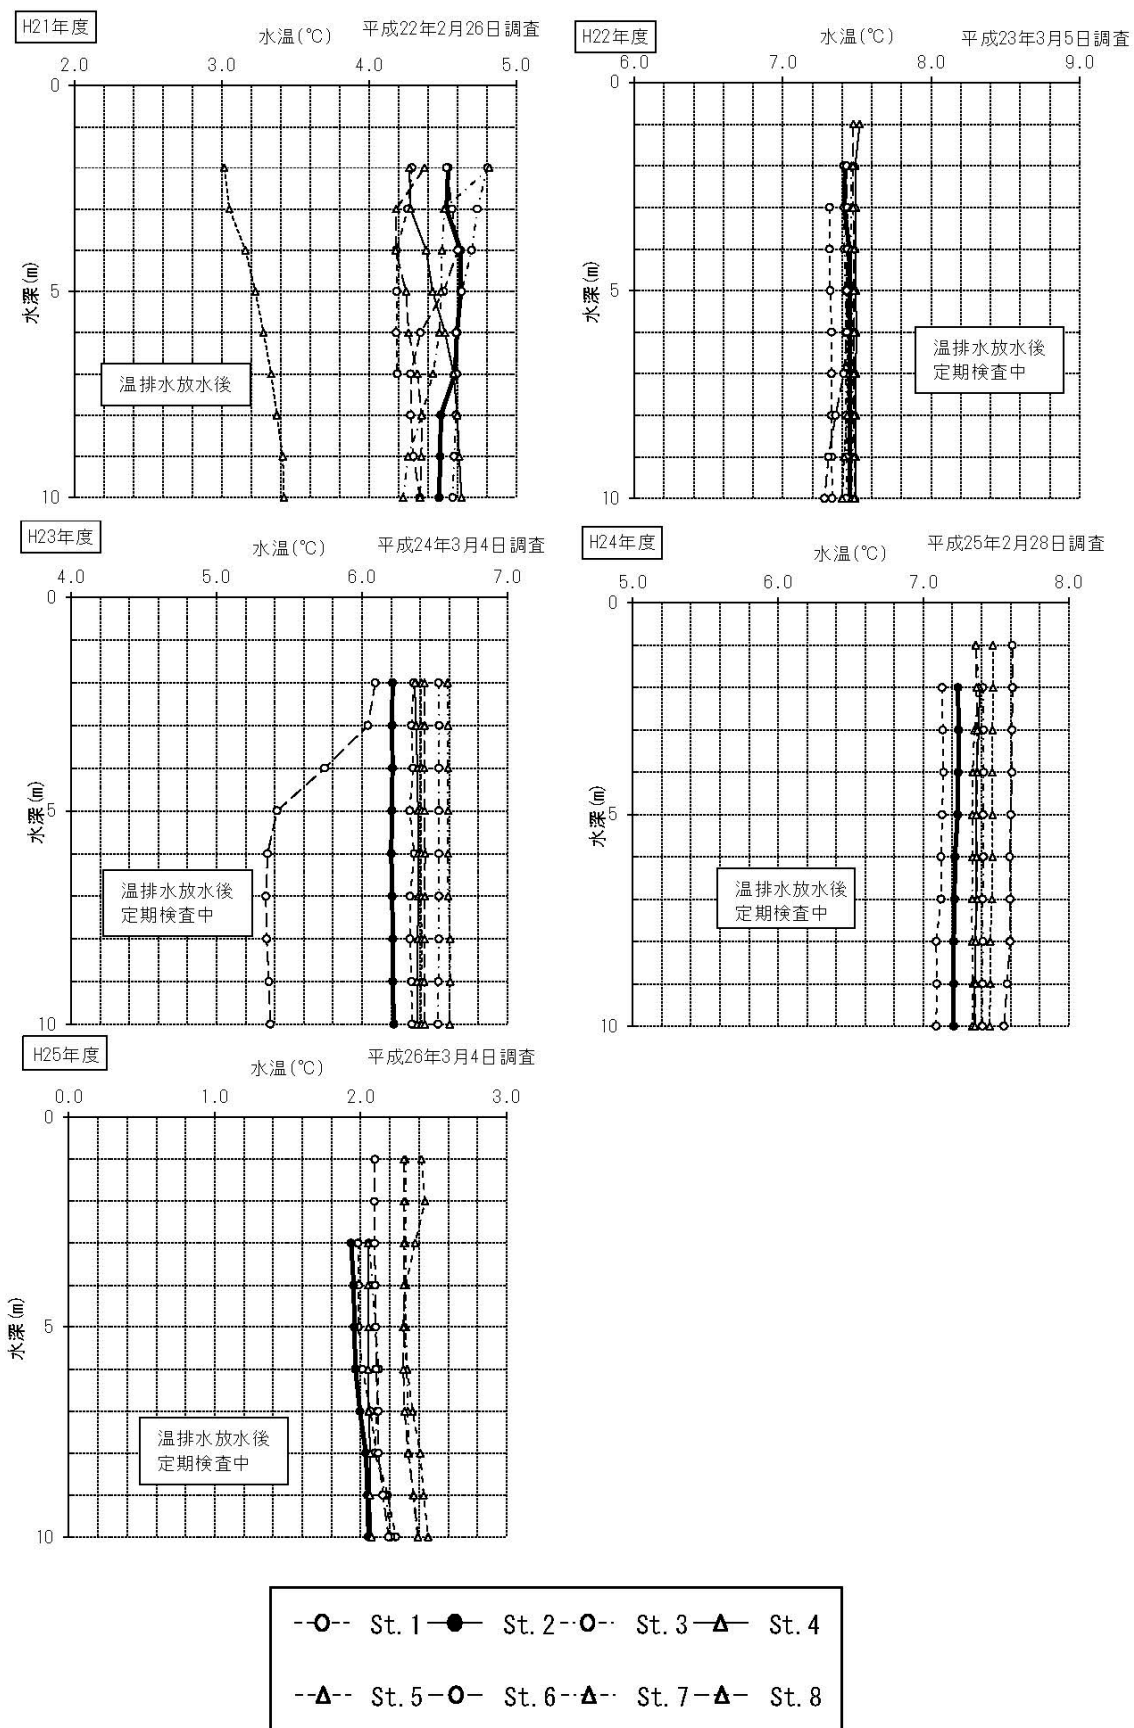 H21年度
水温(℃)
平成22年2月26日調査
2.0 3.0 4.0 5.0
0
5
10
水深(m)
温排水放水後
H22年度
水温(℃)
平成23年3月5日調査
6.0 7.0 8.0 9.0
0
5
10
水深(m)
温排水放水後
定期検査中
H23年度
水温(℃)
平成24年3月4日調査
4.0 5.0 6.0 7.0
0
5
10
水深(m)
温排水放水後
定期検査中
H24年度
水温(℃)
平成25年2月28日調査
5.0 6.0 7.0 8.0
0
5
10
水深(m)
温排水放水後
定期検査中
H25年度
水温(℃)
平成26年3月4日調査
0.0 1.0 2.0 3.0
0
5
10
水深(m)
温排水放水後
定期検査中
St.1 St.2 St.3 St.4
St.5 St.6 St.7 St.8